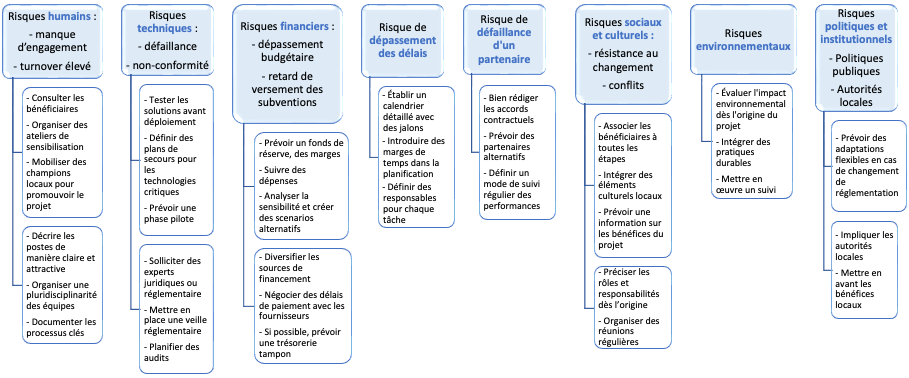 Risques humains :
- manque
d'engagement
- turnover élevé
- Consulter les
bénéficiaires
- Organiser des
ateliers de
sensibilisation
- Mobiliser des
champions
locaux pour
promouvoir le
projet
- Décrire les
postes de
manière claire et
attractive
- Organiser une
pluridisciplinarité
des équipes
- Documenter les
processus clés
Risques
techniques :
- défaillance
- non-conformité
- Tester les
solutions avant
déploiement
- Définir des
plans de
secours pour
les
technologies
critiques
- Prévoir une
phase pilote
- Solliciter des
experts
juridiques ou
réglementaire
- Mettre en
place une veille
réglementaire
- Planifier des
audits
Risques financiers :
- dépassement
budgétaire
- retard de
versement des
subventions
- Prévoir un fonds de
réserve, des marges
- Suivre des
dépenses
- Analyser la
sensibilité et créer
des scenarios
alternatifs
- Diversifier les
sources de
financement
- Négocier des délais
de paiement avec les
fournisseurs
- Si possible, prévoir
une trésorerie
tampon
Risque de
dépassement
des délais
- Établir un
calendrier
détaillé avec
des jalons
- Introduire des
marges de
temps dans la
planification
- Définir des
responsables
pour chaque
tâche
Risque de
défaillance
d'un
partenaire
- Bien rédiger
les accords
contractuels
- Prévoir des
partenaires
alternatifs
- Définir un
mode de suivi
régulier des
performances
Risques sociaux
et culturels :
- résistance au
changement
- conflits
- Associer les
bénéficiaires à
toutes les
étapes
- Intégrer des
éléments
culturels locaux
- Prévoir une
information sur
les bénéfices du
projet
- Préciser les
rôles et
responsabilités
dès l'origine
- Organiser des
réunions
régulières
Risques
environnementaux
- Évaluer l'impact
environnemental
dès l'origine du
projet
- Intégrer des
pratiques
durables
- Mettre en
œuvre un suivi
Risques
politiques et
institutionnels
- Politiques
publiques
- Autorités
locales
- Prévoir des
adaptations
flexibles en cas
de changement
de
réglementation
- Impliquer les
autorités
locales
- Mettre en
avant les
bénéfices
locaux